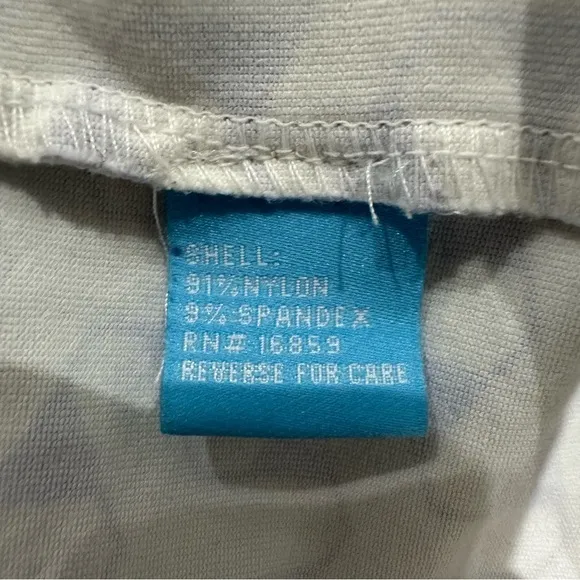 SHELL:
91% NYLON
9% SPANDEX
RN# 16859
REVERSE FOR CARE